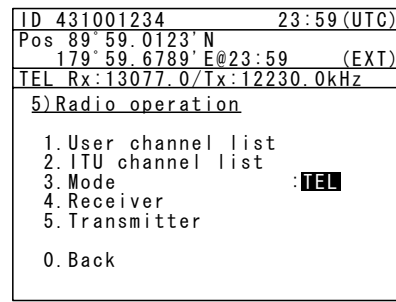 ID 431001234 23:59(UTC)
Pos 89°59.0123'N
179°59.6789'E@23:59 (EXT)
TEL Rx:13077.0/Tx:12230.0kHz
5)Radio operation
1.User channel list
2.ITU channel list
3.Mode :TEL
4.Receiver
5.Transmitter
0.Back